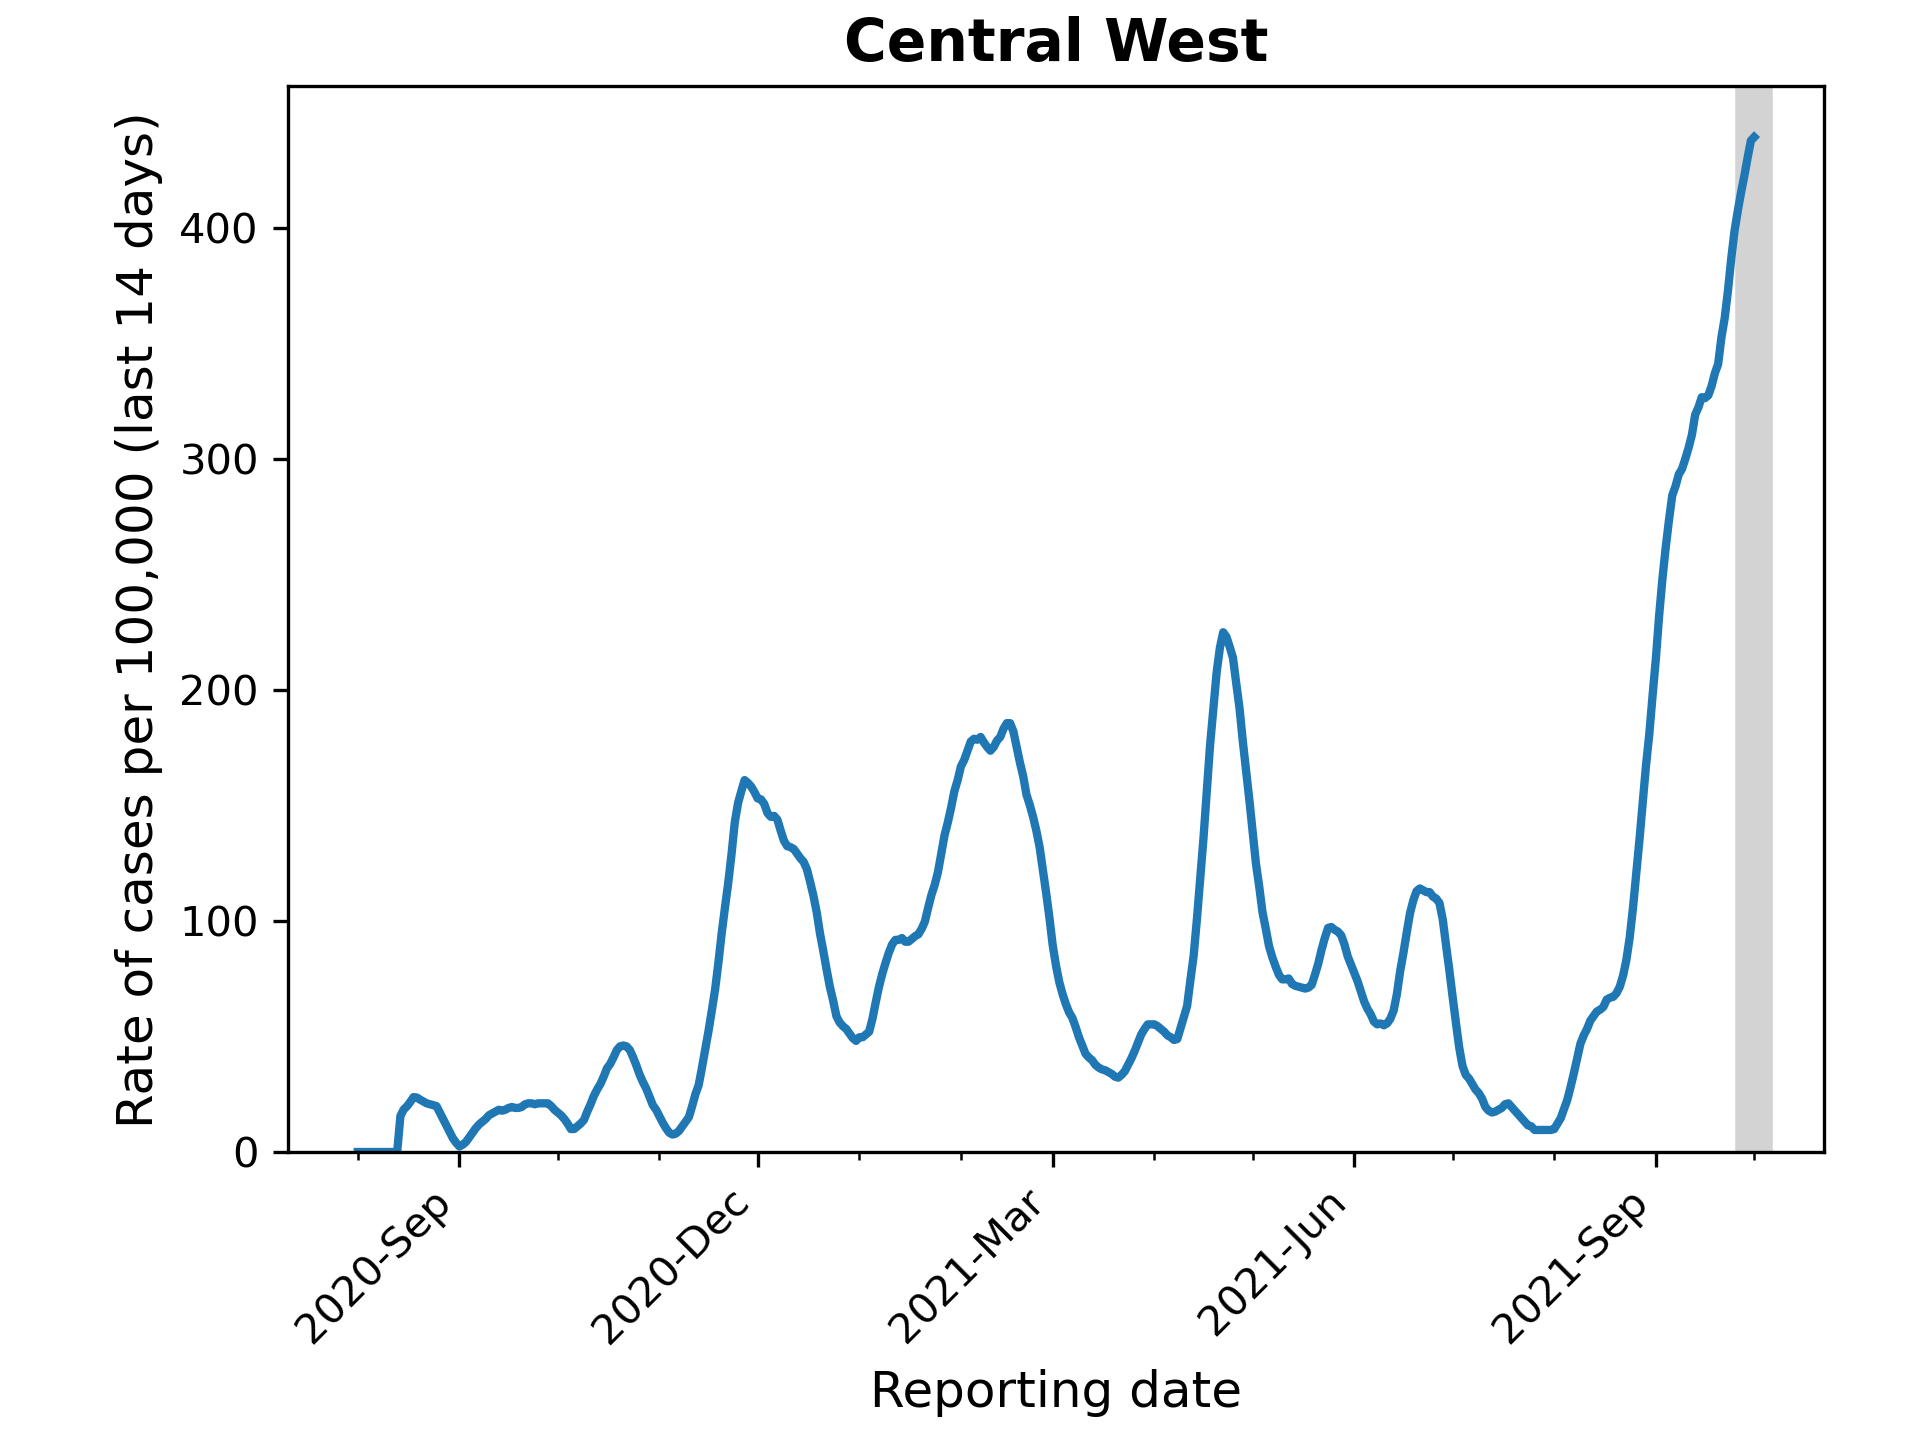 Central West
Rate of cases per 100,000 (last 14 days)
400
300
200
100
0
2020-Sep
2020-Dec
2021-Mar
2021-Jun
2021-Sep
Reporting date